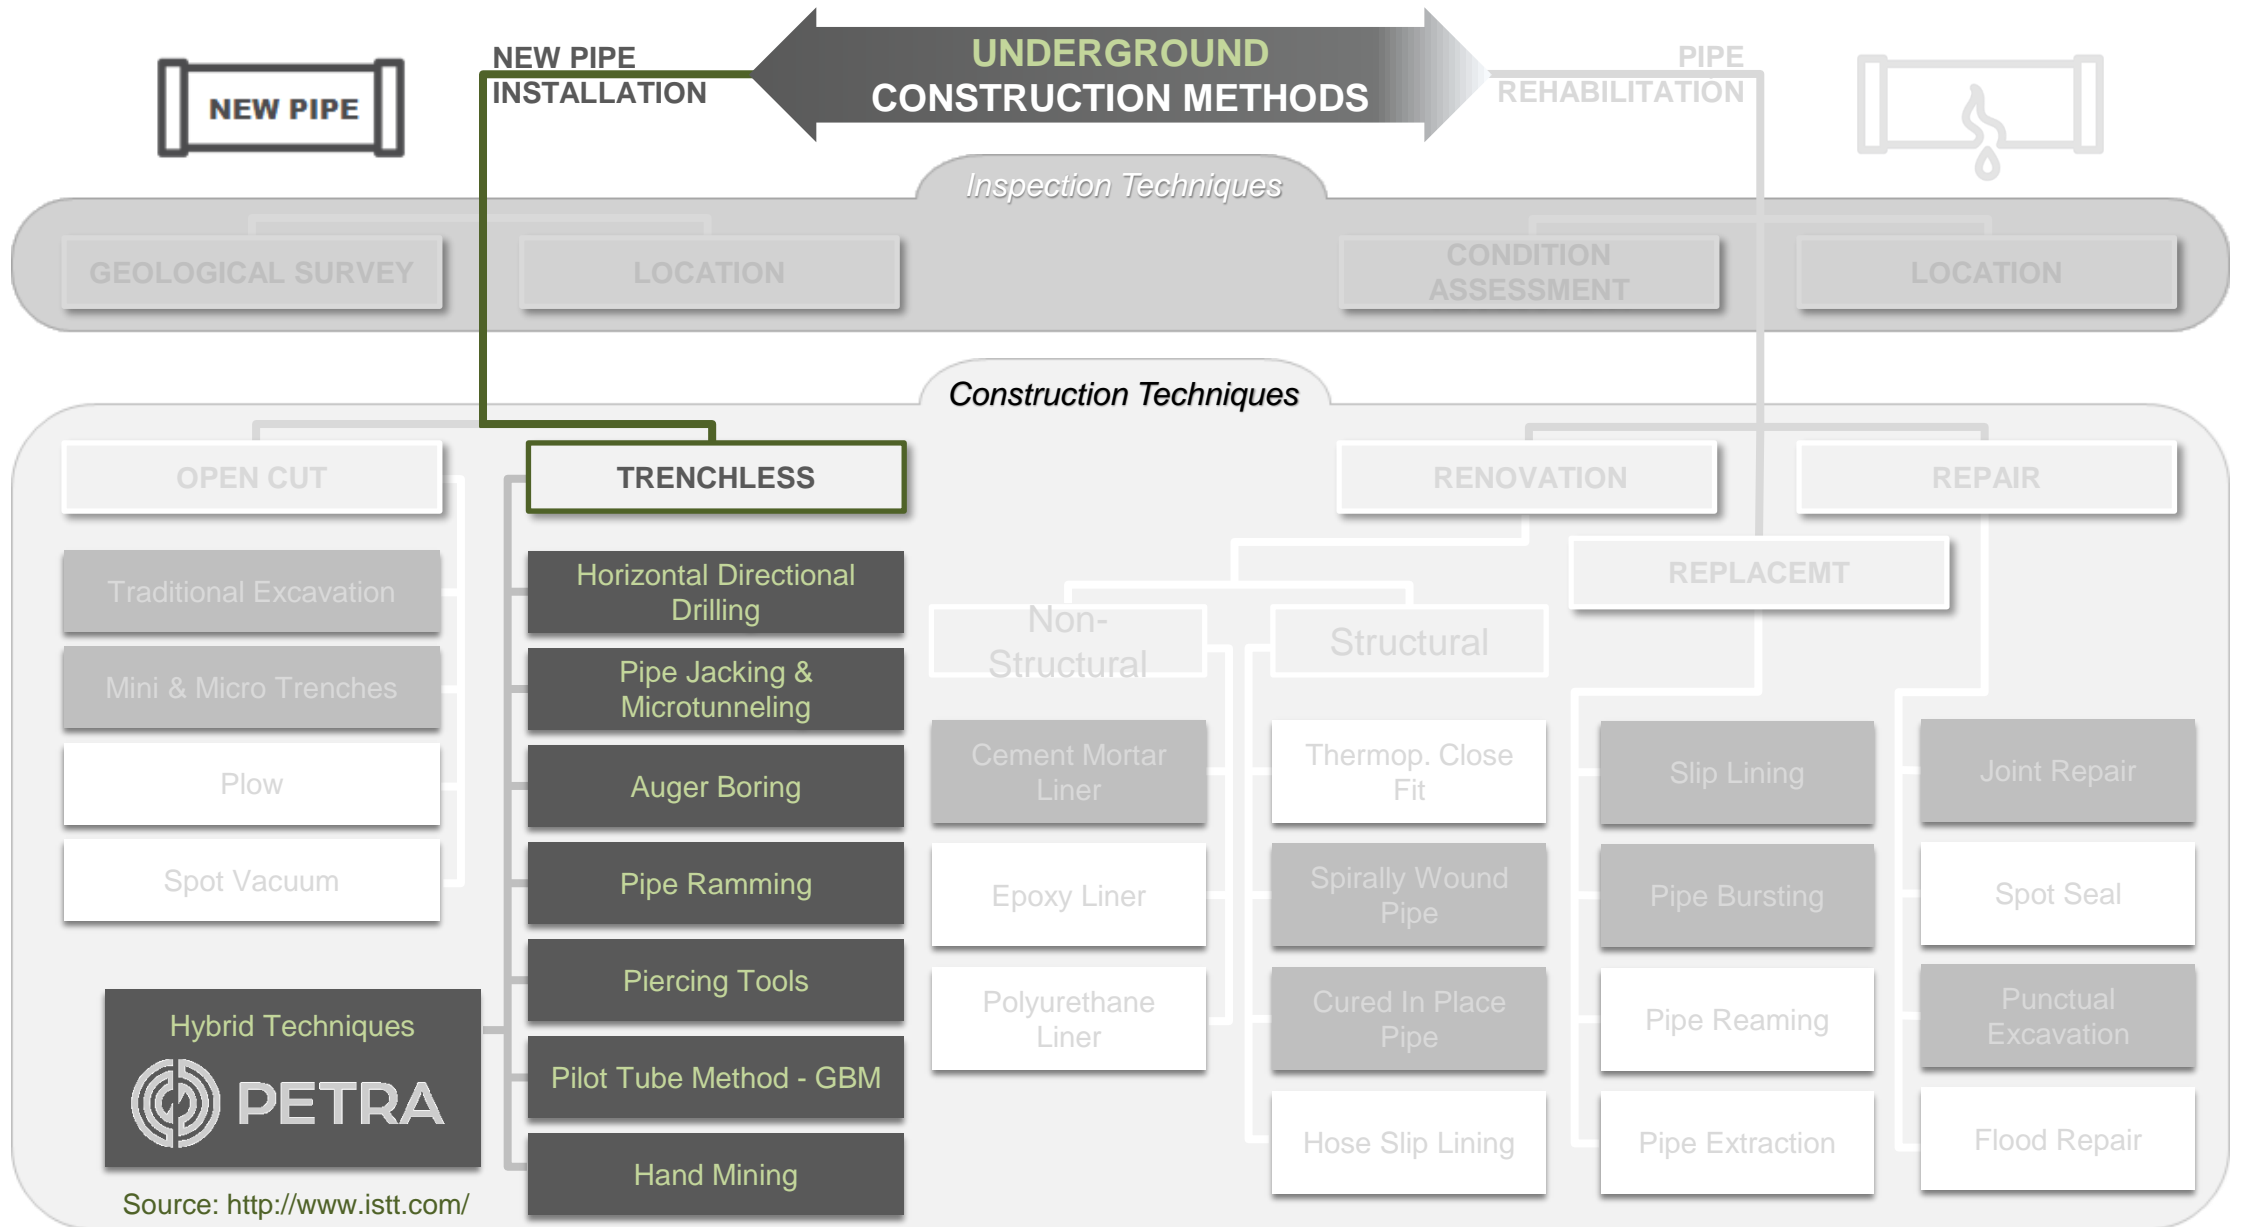 NEW PIPE
NEW PIPE
INSTALLATION
UNDERGROUND
CONSTRUCTION METHODS
PIPE
REHABILITATION
Inspection Techniques
GEOLOGICAL SURVEY
LOCATION
CONDITION
ASSESSMENT
LOCATION
Construction Techniques
OPEN CUT
Traditional Excavation
Mini & Micro Trenches
Plow
Spot Vacuum
TRENCHLESS
Horizontal Directional
Drilling
Pipe Jacking &
Microtunneling
Auger Boring
Pipe Ramming
Piercing Tools
Pilot Tube Method - GBM
Hand Mining
Hybrid Techniques
PETRA
Source: http://www.istt.com/
RENOVATION
Non-
Structural
Cement Mortar
Liner
Epoxy Liner
Polyurethane
Liner
Structural
Thermop. Close
Fit
Spirally Wound
Pipe
Cured In Place
Pipe
Hose Slip Lining
REPLACEMT
Slip Lining
Pipe Bursting
Pipe Reaming
Pipe Extraction
REPAIR
Joint Repair
Spot Seal
Punctual
Excavation
Flood Repair